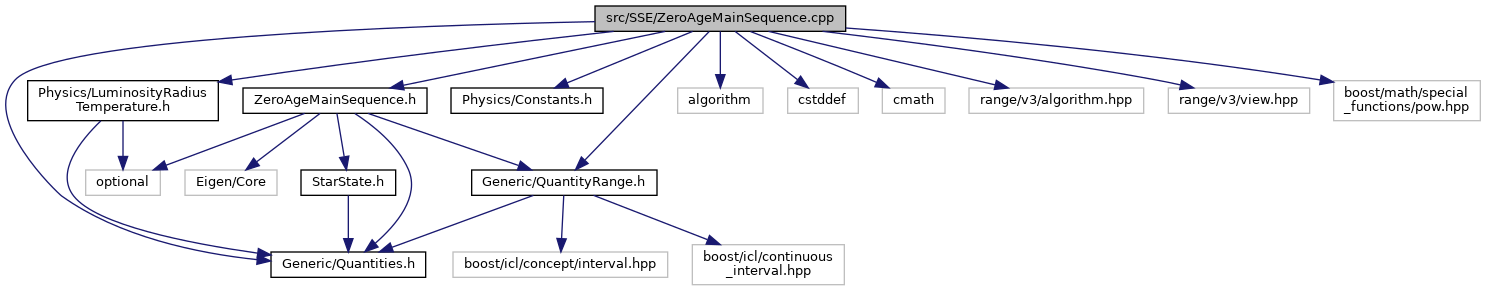 src/SSE/ZeroAgeMainSequence.cpp
Physics/LuminosityRadius
Temperature.h
ZeroAgeMainSequence.h
Physics/Constants.h
algorithm
cstddef
cmath
range/v3/algorithm.hpp
range/v3/view.hpp
boost/math/special
_functions/pow.hpp
optional
Eigen/Core
StarState.h
Generic/QuantityRange.h
Generic/Quantities.h
boost/icl/concept/interval.hpp
boost/icl/continuous
_interval.hpp